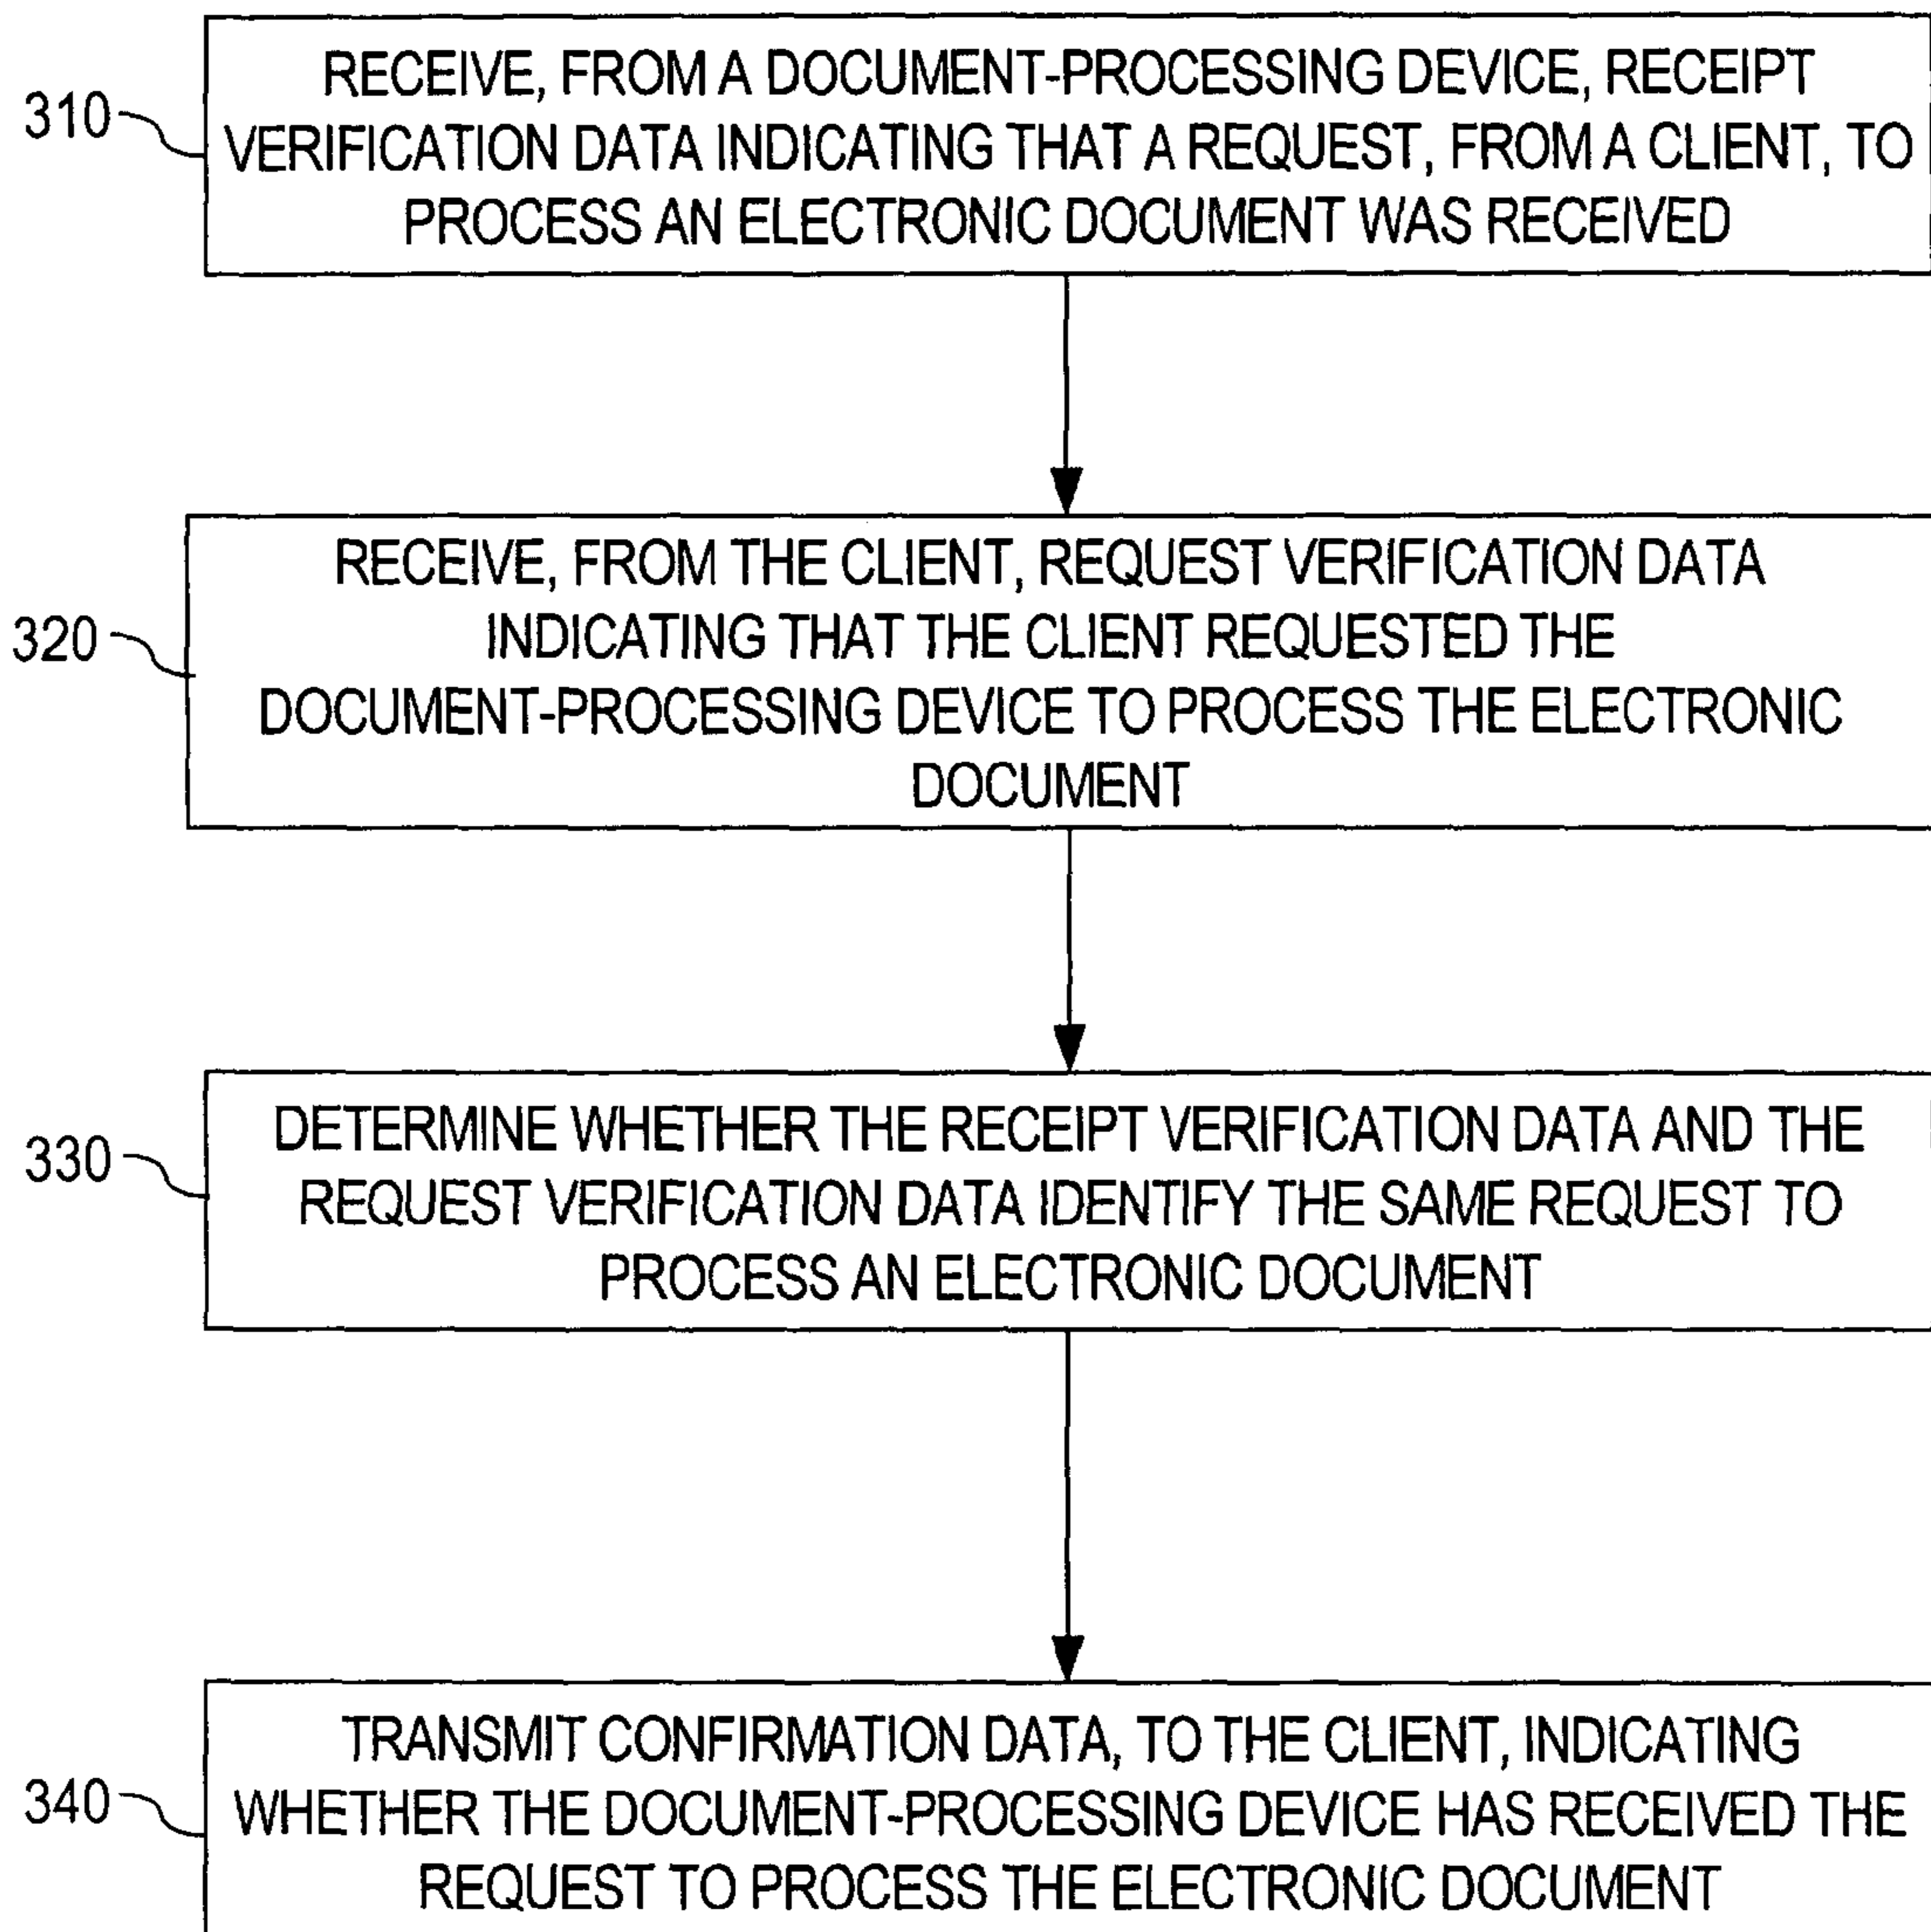 310
RECEIVE, FROM A DOCUMENT-PROCESSING DEVICE, RECEIPT
VERIFICATION DATA INDICATING THAT A REQUEST, FROM A CLIENT, TO
PROCESS AN ELECTRONIC DOCUMENT WAS RECEIVED
320
RECEIVE, FROM THE CLIENT, REQUEST VERIFICATION DATA
INDICATING THAT THE CLIENT REQUESTED THE
DOCUMENT-PROCESSING DEVICE TO PROCESS THE ELECTRONIC
DOCUMENT
330
DETERMINE WHETHER THE RECEIPT VERIFICATION DATA AND THE
REQUEST VERIFICATION DATA IDENTIFY THE SAME REQUEST TO
PROCESS AN ELECTRONIC DOCUMENT
340
TRANSMIT CONFIRMATION DATA, TO THE CLIENT, INDICATING
WHETHER THE DOCUMENT-PROCESSING DEVICE HAS RECEIVED THE
REQUEST TO PROCESS THE ELECTRONIC DOCUMENT